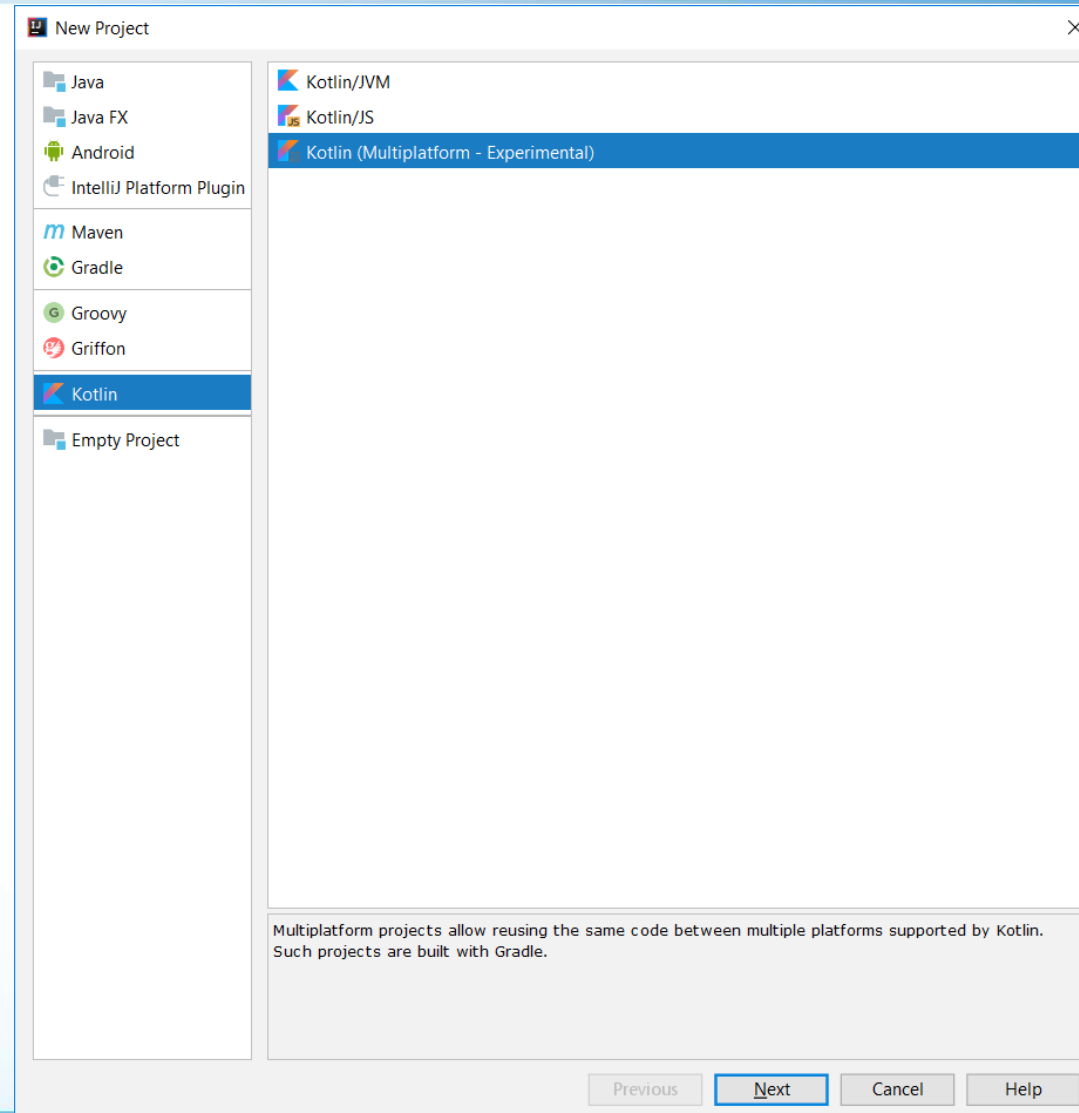 New Project
Java
Java FX
Android
IntelliJ Platform Plugin
Maven
Gradle
Groovy
Griffon
Kotlin
Empty Project
Kotlin/JVM
Kotlin/JS
Kotlin (Multiplatform - Experimental)
Multiplatform projects allow reusing the same code between multiple platforms supported by Kotlin.
Such projects are built with Gradle.
Previous
Next
Cancel
Help